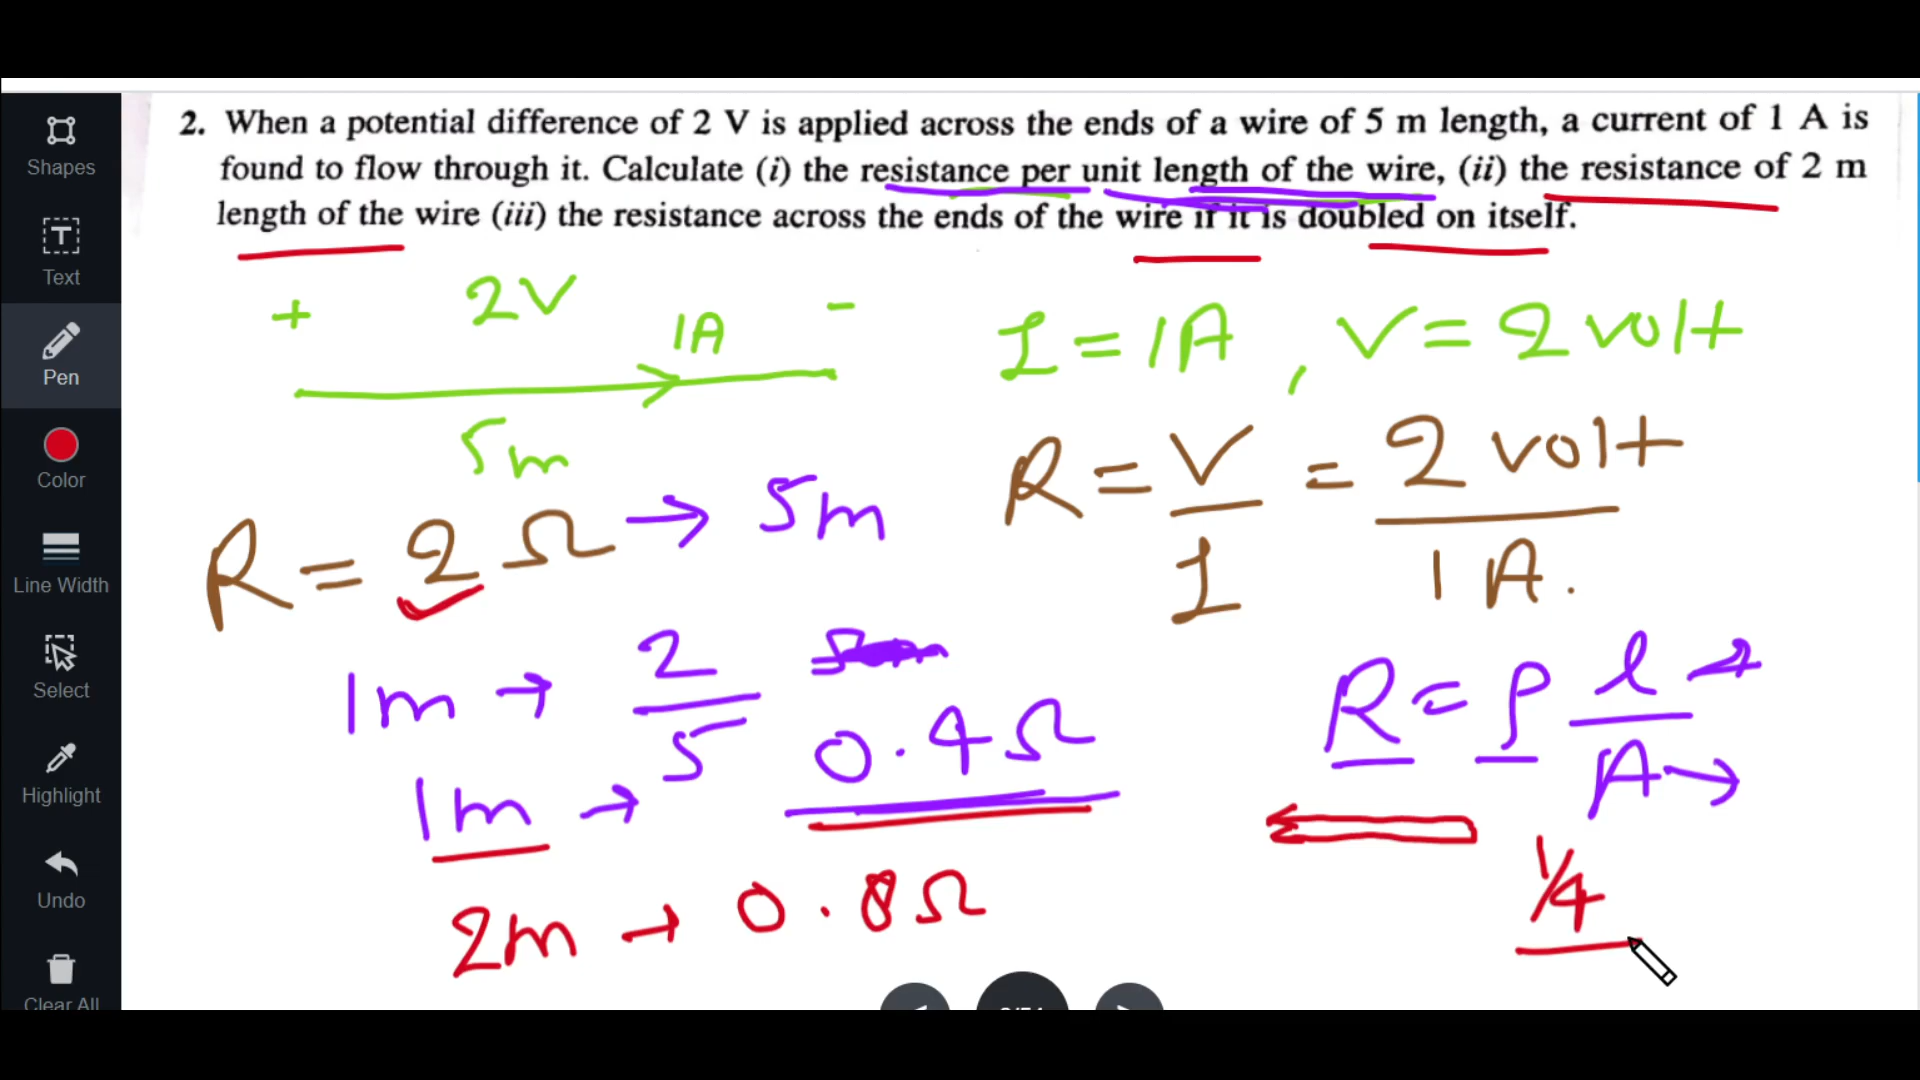 Shapes
Text
Pen
Color
Line Width
Select
Highlight
Undo
Clear All
2. When a potential difference of 2 V is applied across the ends of a wire of 5 m length, a current of 1 A is
found to flow through it. Calculate (i) the resistance per unit length of the wire, (ii) the resistance of 2 m
length of the wire (iii) the resistance across the ends of the wire if it is doubled on itself.
+ 2V 1A -
5m
I = 1A, V = 2 volt
R = V/I = 2 volt/1 A.
R = 2 Ω → 5m
1m → 2/5
R = ρ l/A
1m → 0.4 Ω
2m → 0.8 Ω
1/4